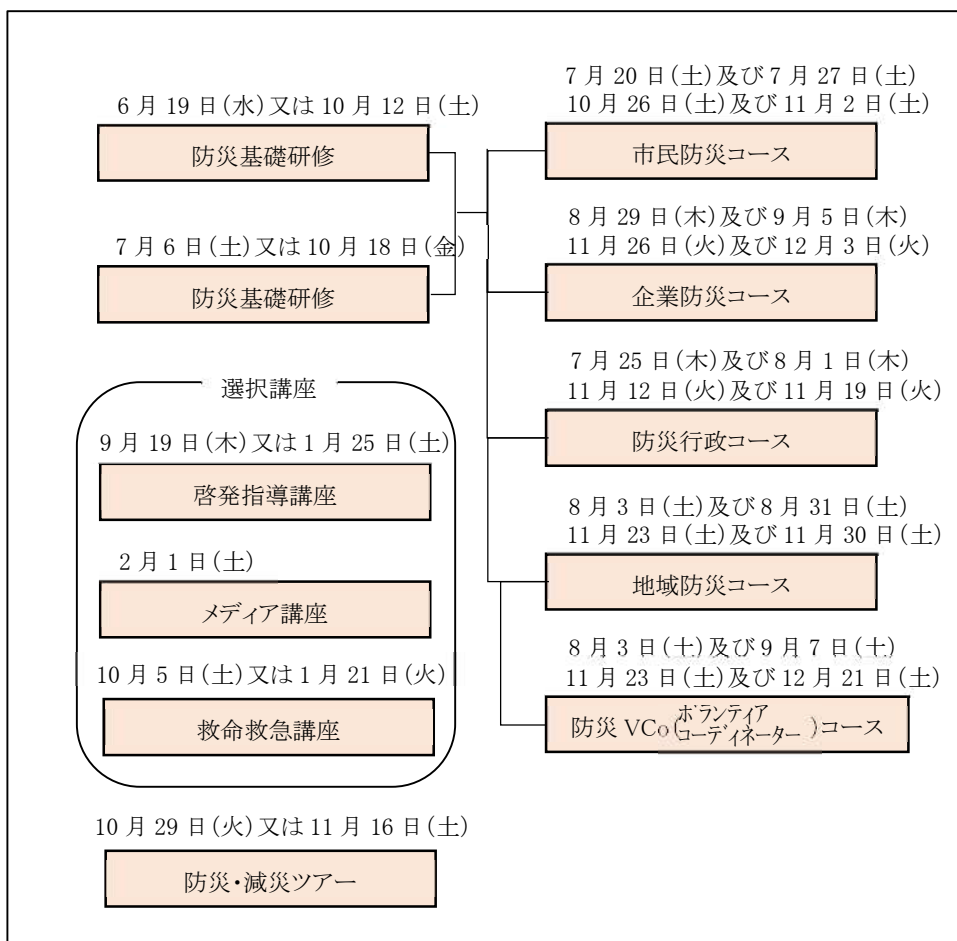 6月19日(水)又は10月12日(土)
防災基礎研修
7月6日(土)又は10月18日(金)
防災基礎研修
選択講座
9月19日(木)又は1月25日(土)
啓発指導講座
2月1日(土)
メディア講座
10月5日(土)又は1月21日(火)
救命救急講座
10月29日(火)又は11月16日(土)
防災・減災ツアー
7月20日(土)及び7月27日(土)
10月26日(土)及び11月2日(土)
市民防災コース
8月29日(木)及び9月5日(木)
11月26日(火)及び12月3日(火)
企業防災コース
7月25日(木)及び8月1日(木)
11月12日(火)及び11月19日(火)
防災行政コース
8月3日(土)及び8月31日(土)
11月23日(土)及び11月30日(土)
地域防災コース
8月3日(土)及び9月7日(土)
11月23日(土)及び12月21日(土)
防災VCo(ボランティアコーディネーター)コース